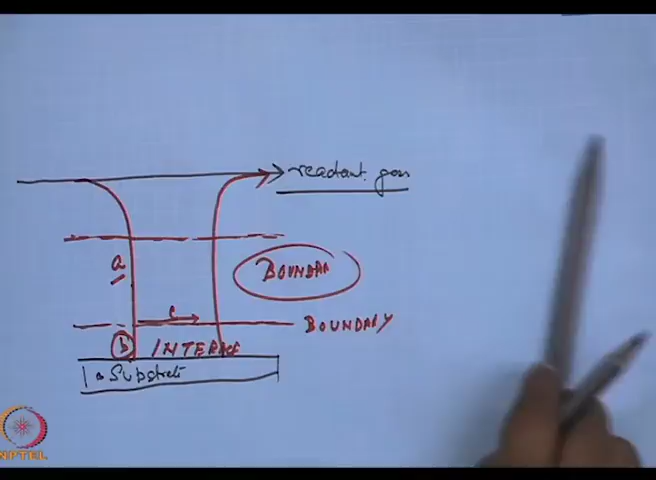 reactant gas
a
BOUNDAR
c
BOUNDARY
b INTERFACE
Substrate
NPTEL